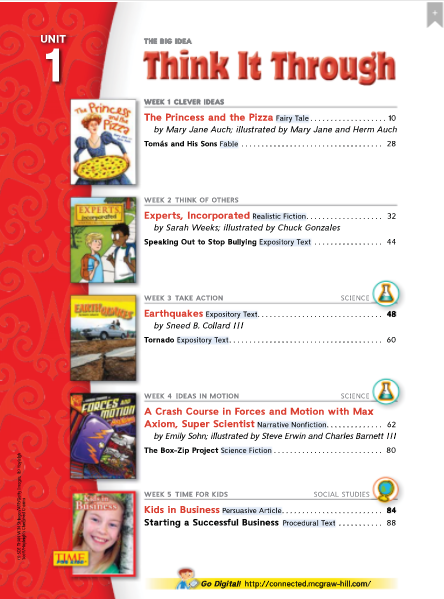 UNIT
1
THE BIG IDEA
Think It Through
WEEK 1 CLEVER IDEAS
The Princess and the Pizza Fairy Tale 10
by Mary Jane Auch; illustrated by Mary Jane and Herm Auch
Tomás and His Sons Fable 28
The Princess
and the
Pizza
WEEK 2 THINK OF OTHERS
Experts, Incorporated Realistic Fiction 32
by Sarah Weeks; illustrated by Chuck Gonzales
Speaking Out to Stop Bullying Expository Text 44
EXPERTS,
Incorporated
WEEK 3 TAKE ACTION SCIENCE
Earthquakes Expository Text 48
by Sneed B. Collard III
Tornado Expository Text 60
EARTHQUAKES
WEEK 4 IDEAS IN MOTION SCIENCE
A Crash Course in Forces and Motion with Max
Axiom, Super Scientist Narrative Nonfiction 62
by Emily Sohn; illustrated by Steve Erwin and Charles Barnett III
The Box-Zip Project Science Fiction 80
FORCES AND
MOTION
WEEK 5 TIME FOR KIDS SOCIAL STUDIES
Kids in Business Persuasive Article 84
Starting a Successful Business Procedural Text 88
Kids in
Business
TIME
FOR KIDS
Go Digital! http://connected.mcgraw-hill.com/